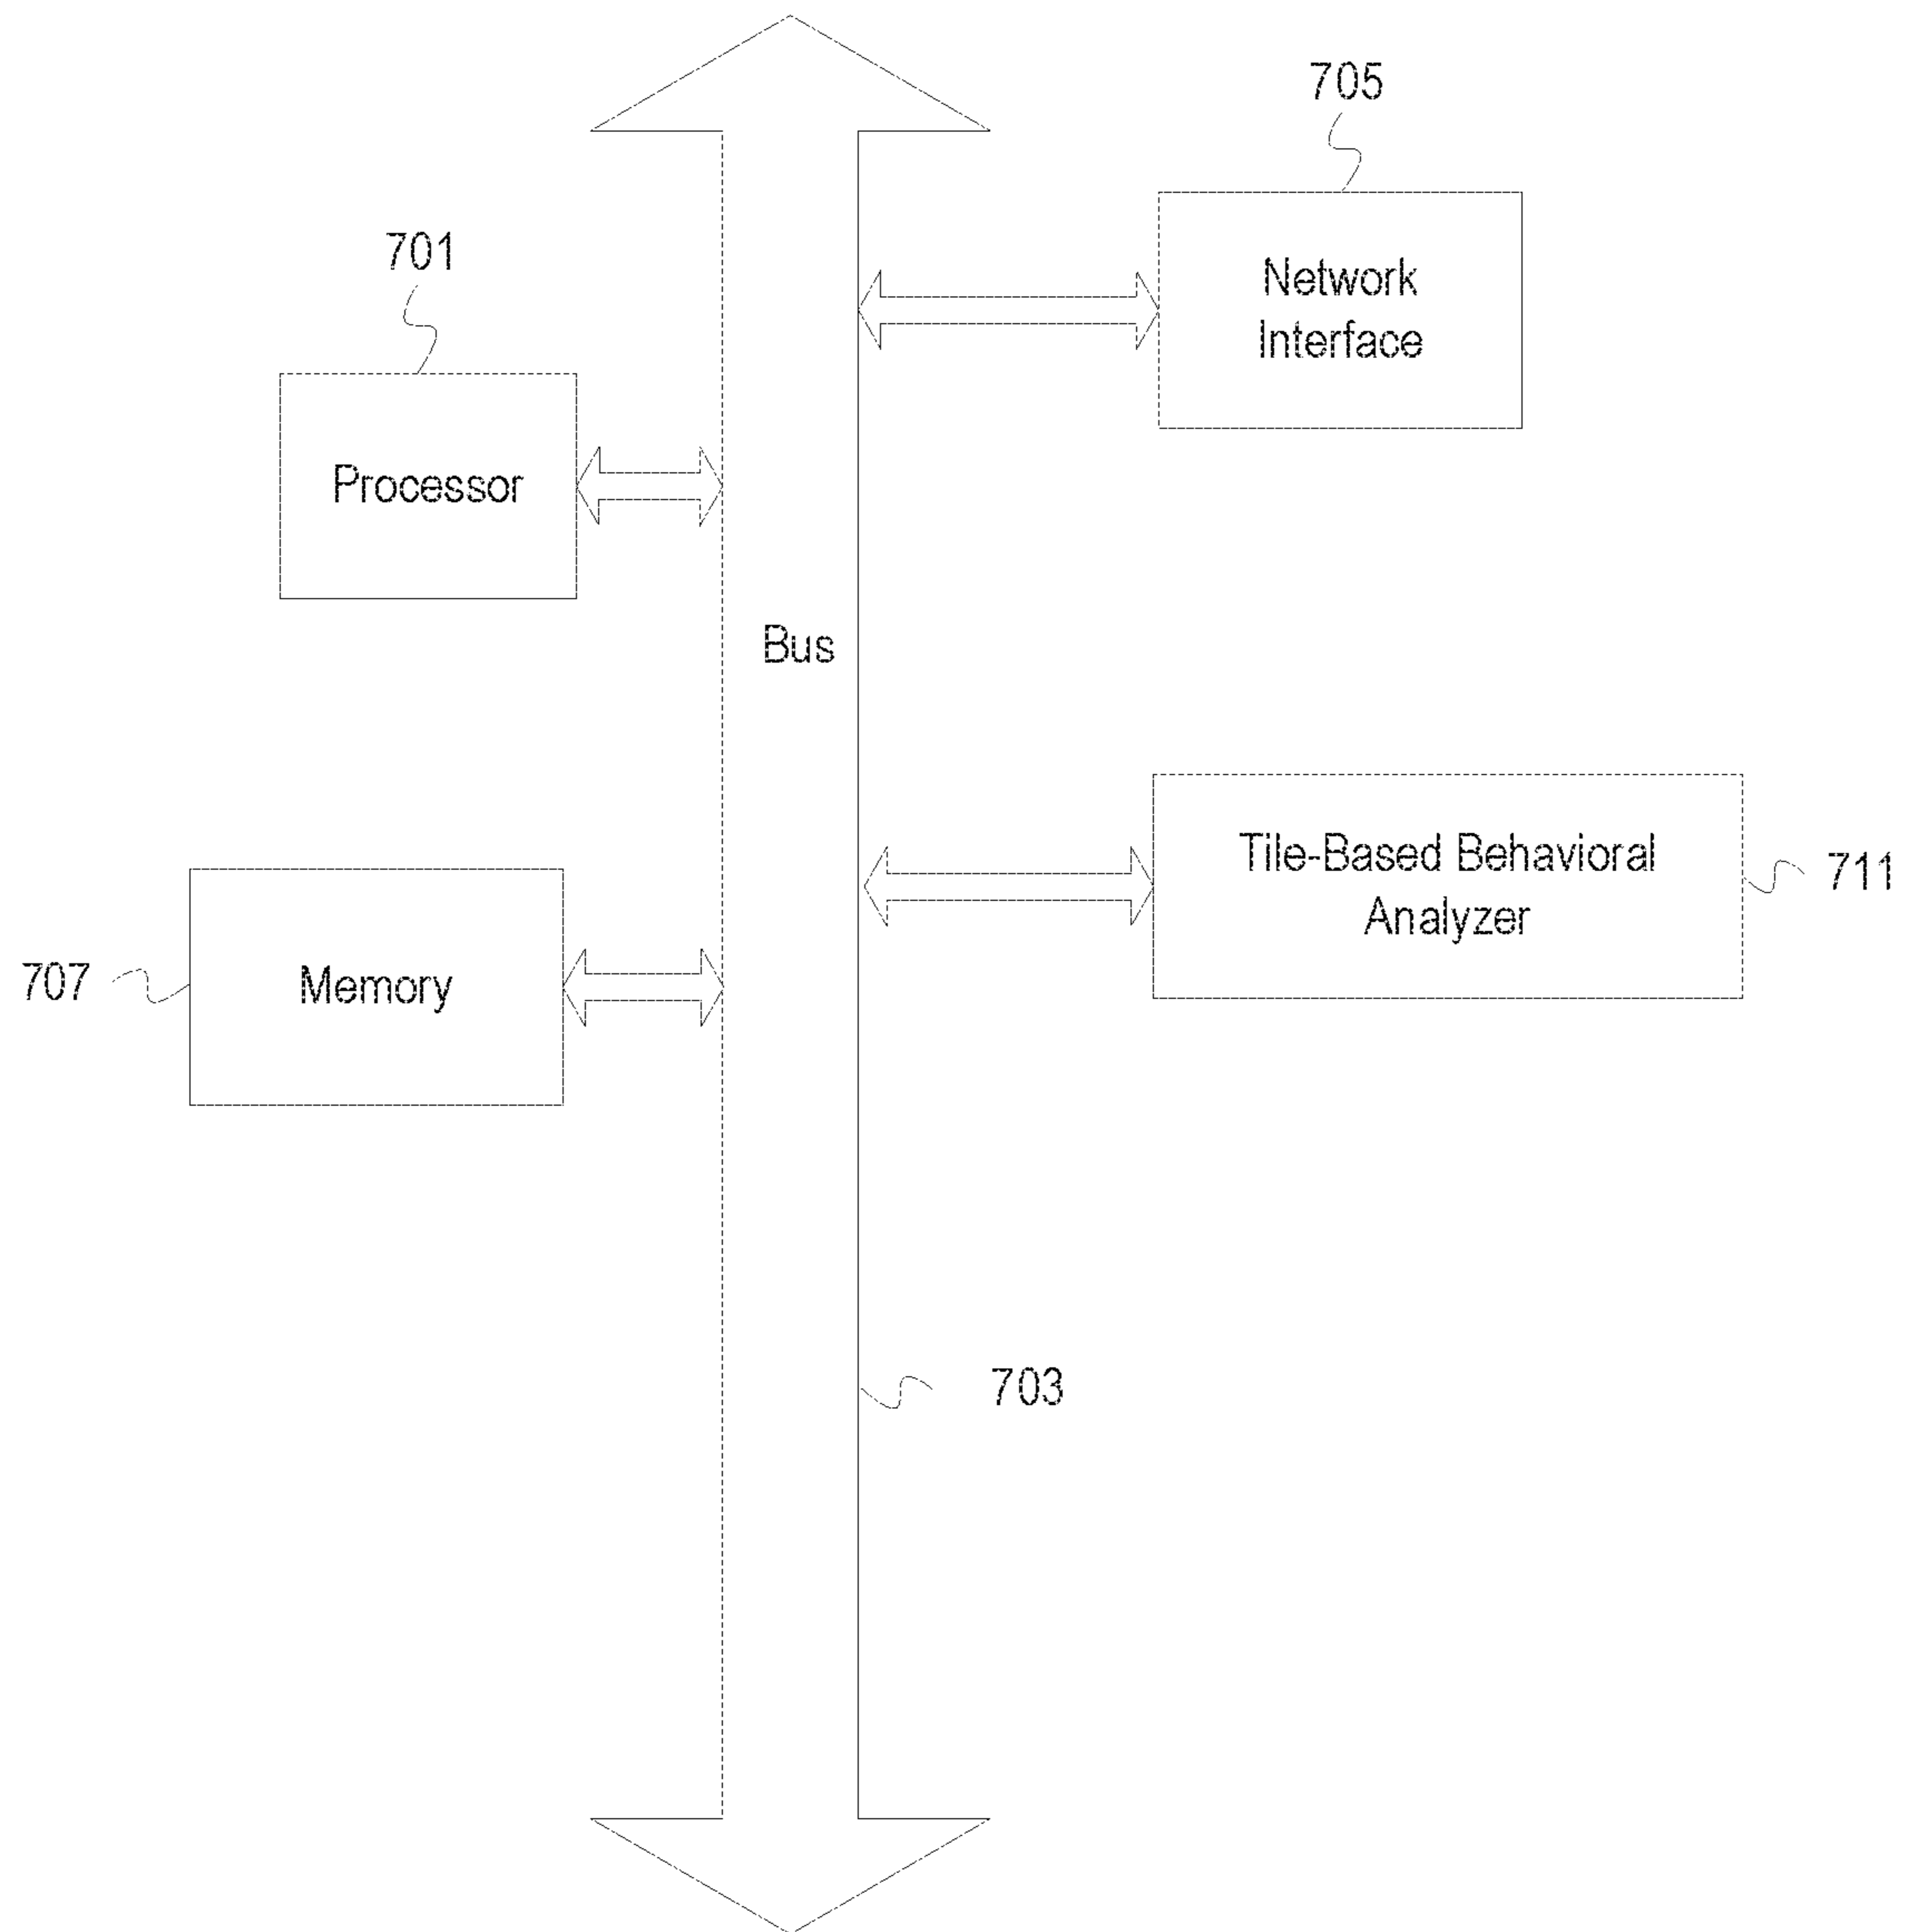 705
Network
Interface
701
Processor
Bus
Tile-Based Behavioral
Analyzer
711
707
Memory
703